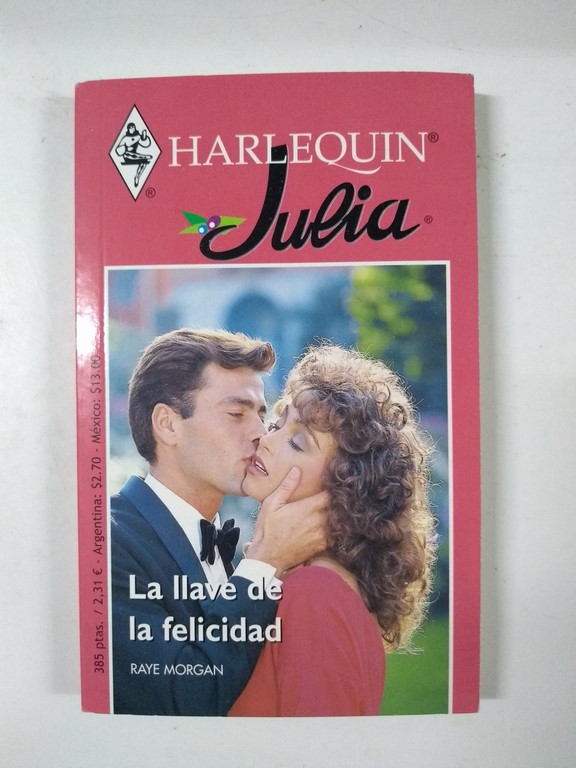 HARLEQUIN®
Julia®
®
La llave de
la felicidad
RAYE MORGAN
385 ptas. / 2,31 € - Argentina: $2.70 - México: $13.00